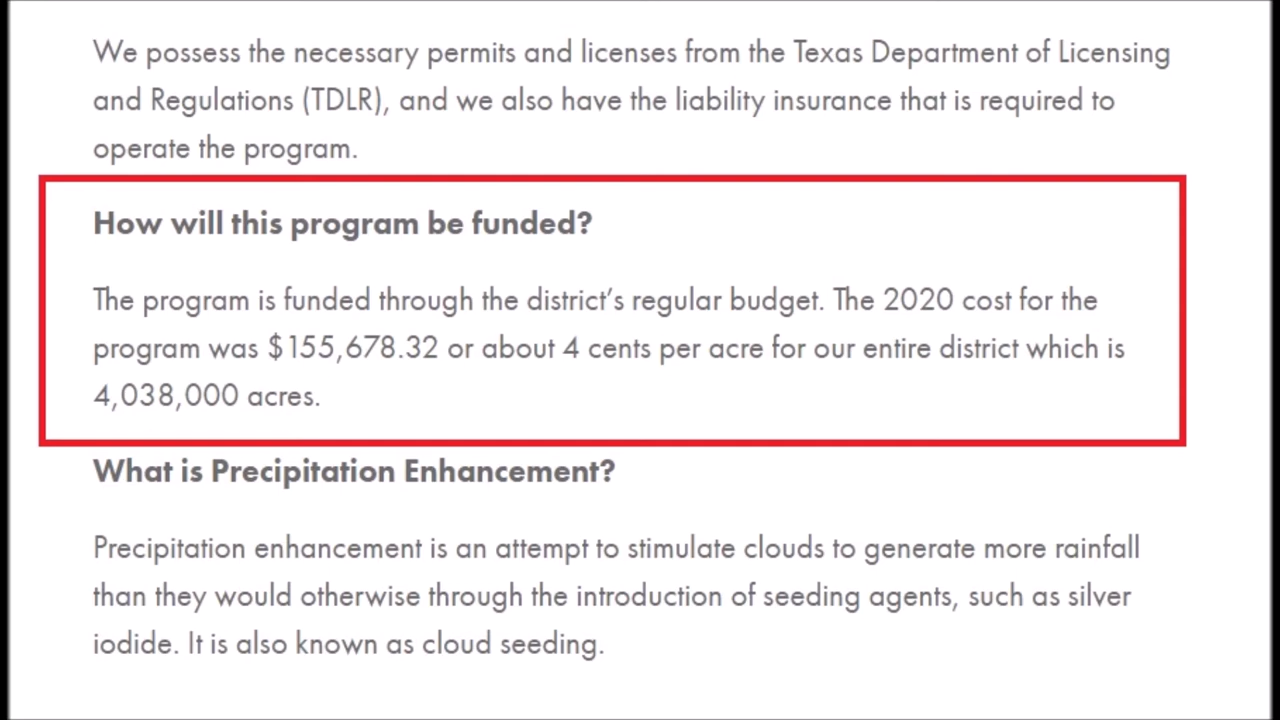 We possess the necessary permits and licenses from the Texas Department of Licensing
and Regulations (TDLR), and we also have the liability insurance that is required to
operate the program.
How will this program be funded?
The program is funded through the district’s regular budget. The 2020 cost for the
program was $155,678.32 or about 4 cents per acre for our entire district which is
4,038,000 acres.
What is Precipitation Enhancement?
Precipitation enhancement is an attempt to stimulate clouds to generate more rainfall
than they would otherwise through the introduction of seeding agents, such as silver
iodide. It is also known as cloud seeding.